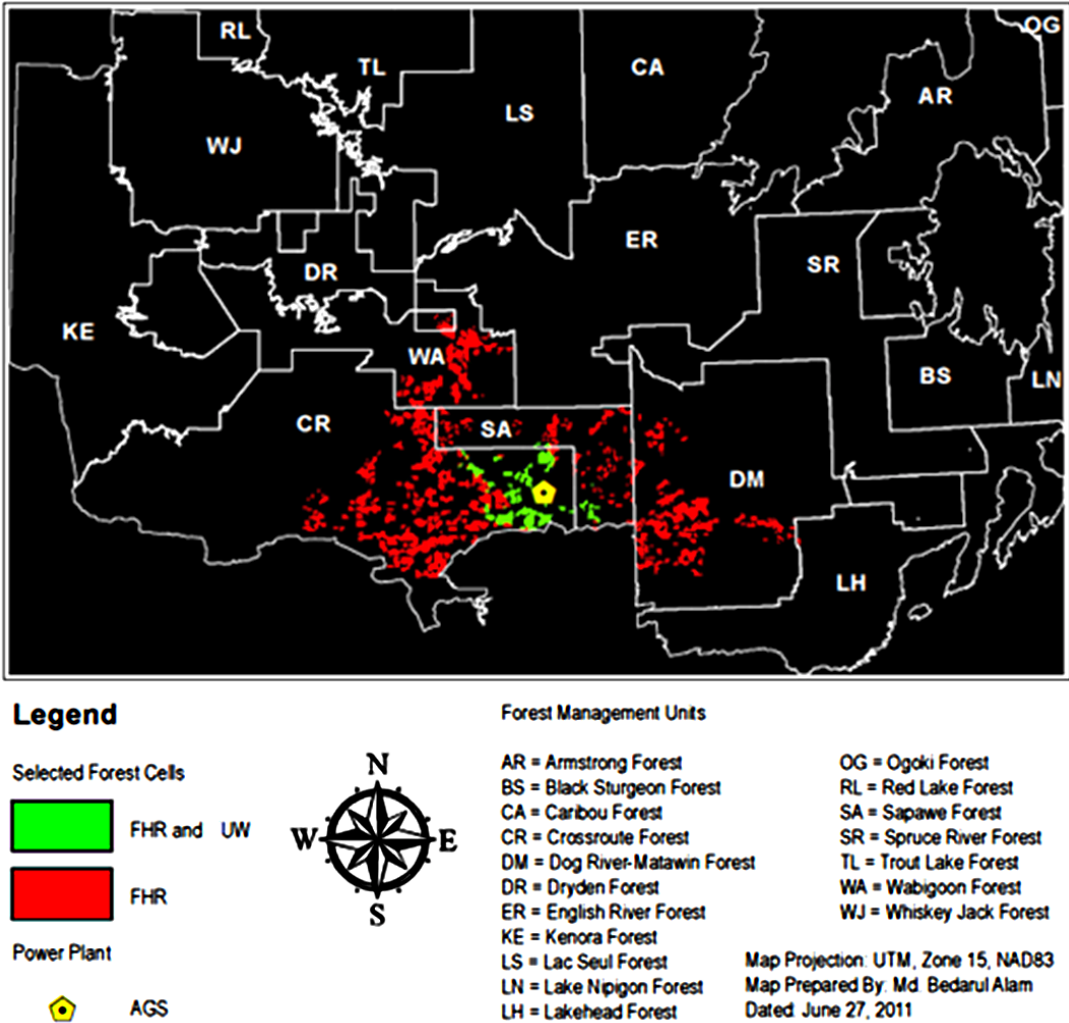 RL
OG
TL
CA
AR
LS
WJ
ER
SR
DR
KE
WA
BS
LN
CR
SA
DM
LH
Legend
Selected Forest Cells
FHR and UW
FHR
Power Plant
AGS
N
W
E
S
Forest Management Units
AR = Armstrong Forest
BS = Black Sturgeon Forest
CA = Caribou Forest
CR = Crossroute Forest
DM = Dog River-Matawin Forest
DR = Dryden Forest
ER = English River Forest
KE = Kenora Forest
LS = Lac Seul Forest
LN = Lake Nipigon Forest
LH = Lakehead Forest
OG = Ogoki Forest
RL = Red Lake Forest
SA = Sapawe Forest
SR = Spruce River Forest
TL = Trout Lake Forest
WA = Wabigoon Forest
WJ = Whiskey Jack Forest
Map Projection: UTM, Zone 15, NAD83
Map Prepared By: Md. Bedarul Alam
Dated: June 27, 2011